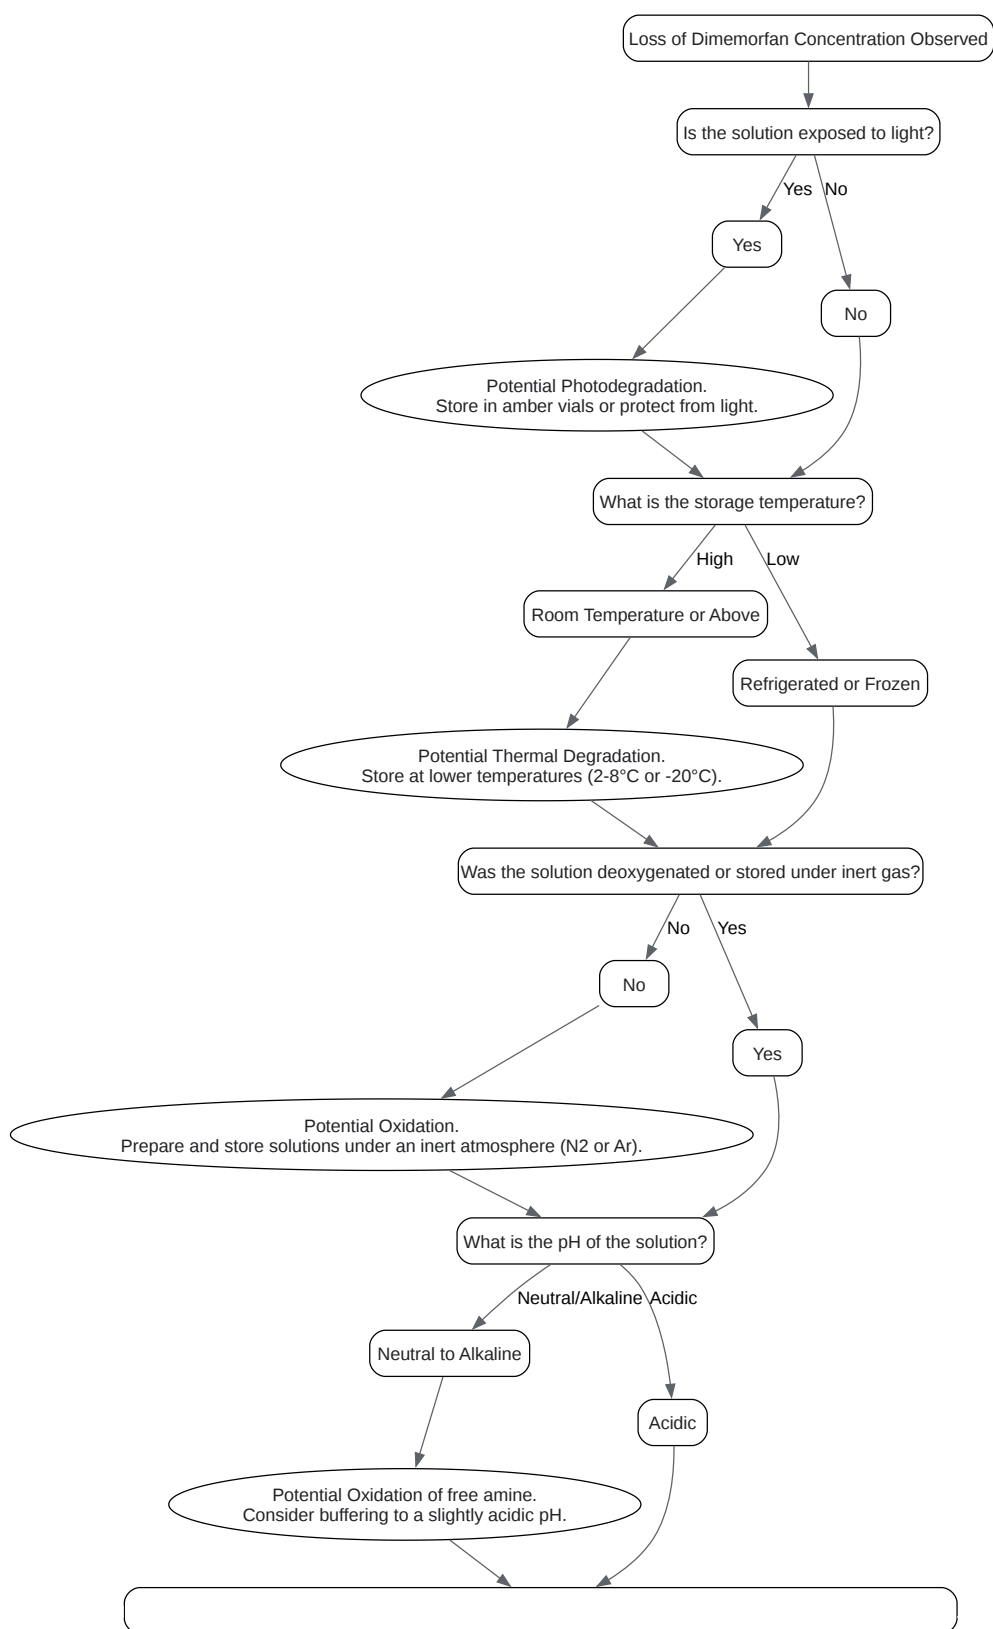 Loss of Dimemorfan Concentration Observed
Is the solution exposed to light?
Yes
No
Yes
No
Potential Photodegradation.
Store in amber vials or protect from light.
What is the storage temperature?
High
Low
Room Temperature or Above
Refrigerated or Frozen
Potential Thermal Degradation.
Store at lower temperatures (2-8°C or -20°C).
Was the solution deoxygenated or stored under inert gas?
No
Yes
No
Yes
Potential Oxidation.
Prepare and store solutions under an inert atmosphere (N2 or Ar).
What is the pH of the solution?
Neutral/Alkaline
Acidic
Neutral to Alkaline
Acidic
Potential Oxidation of free amine.
Consider buffering to a slightly acidic pH.